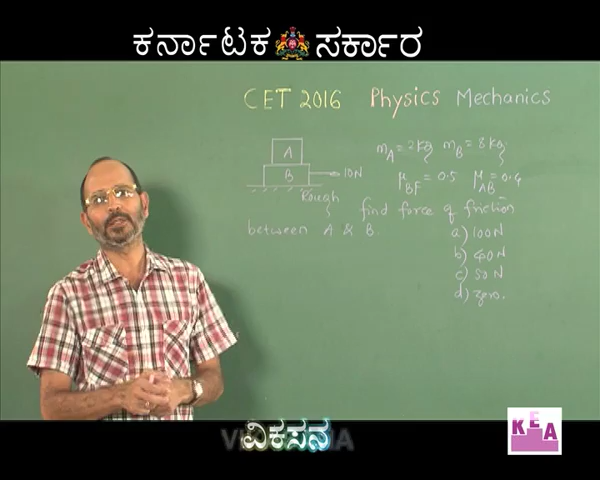 ಕರ್ನಾಟಕ ಸರ್ಕಾರ
CET 2016 Physics Mechanics
A
B
10N
Rough
mA = 2kg mB = 8kg
μBF = 0.5 μAB = 0.4
find force of friction
between A & B.
a) 100N
b) 40N
c) 50N
d) zero.
ವಿಕಸನ
KEA